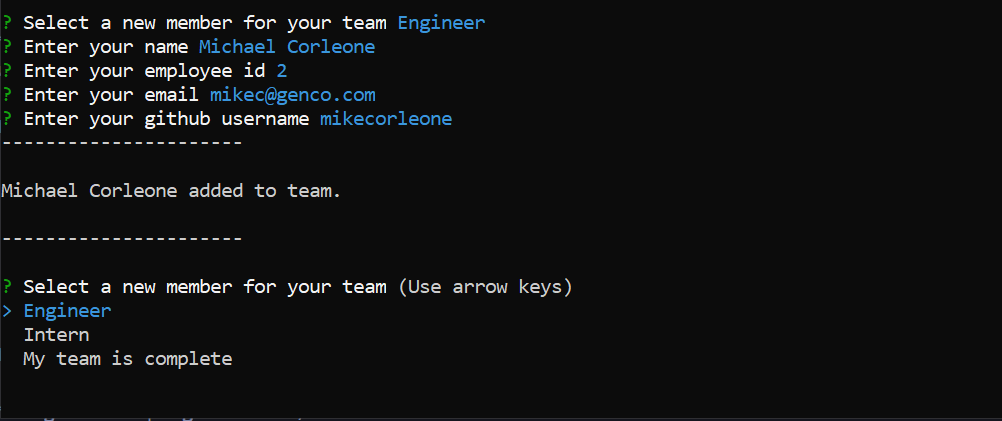 ? Select a new member for your team Engineer
? Enter your name Michael Corleone
? Enter your employee id 2
? Enter your email mikec@genco.com
? Enter your github username mikecorleone
----------------------
Michael Corleone added to team.
----------------------
? Select a new member for your team (Use arrow keys)
> Engineer
Intern
My team is complete